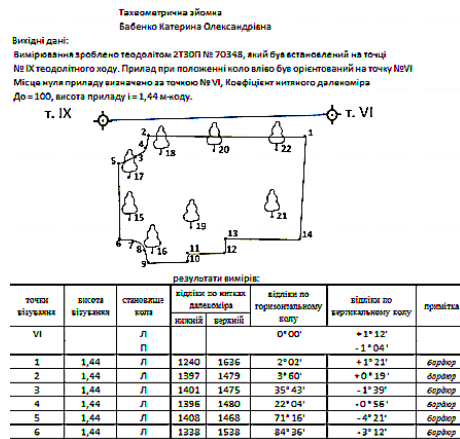 Тахеометрична зйомка
Бабенко Катерина Олександрівна
Вихідні дані:
Вимірювання зроблено теодолітом 2Т3ОП № 70348, який був встановлений на точці
№ IX теодолітного ходу. Прилад при положенні коло вліво був орієнтований на точку №VI
Місце нуля приладу визначено за точкою № VI, Коефіцієнт нитяного далекоміра
До = 100, висота приладу і = 1,44 м-коду.
т. IX т. VI
2 1
18 20 22
4 3
5 17
15 19 21
6 8 16 13 14
11 12
9 10
результати вимірів:
точки візування висота візування становище кола відліки по нитках далекоміра відліки по горизонтальному колу відліки по вертикальному колу примітка
нижній верхній
VI Л 0°00' +1°12'
П -1°04'
1 1,44 Л 1240 1636 2°02' +1°21' бордюр
2 1,44 Л 1397 1479 3°60' +0°19' бордюр
3 1,44 Л 1401 1475 35°43' -1°39' бордюр
4 1,44 Л 1396 1480 22°04' -0°56' бордюр
5 1,44 Л 1408 1468 71°16' -4°21' бордюр
6 1,44 Л 1338 1538 84°36' -3°12' бордюр